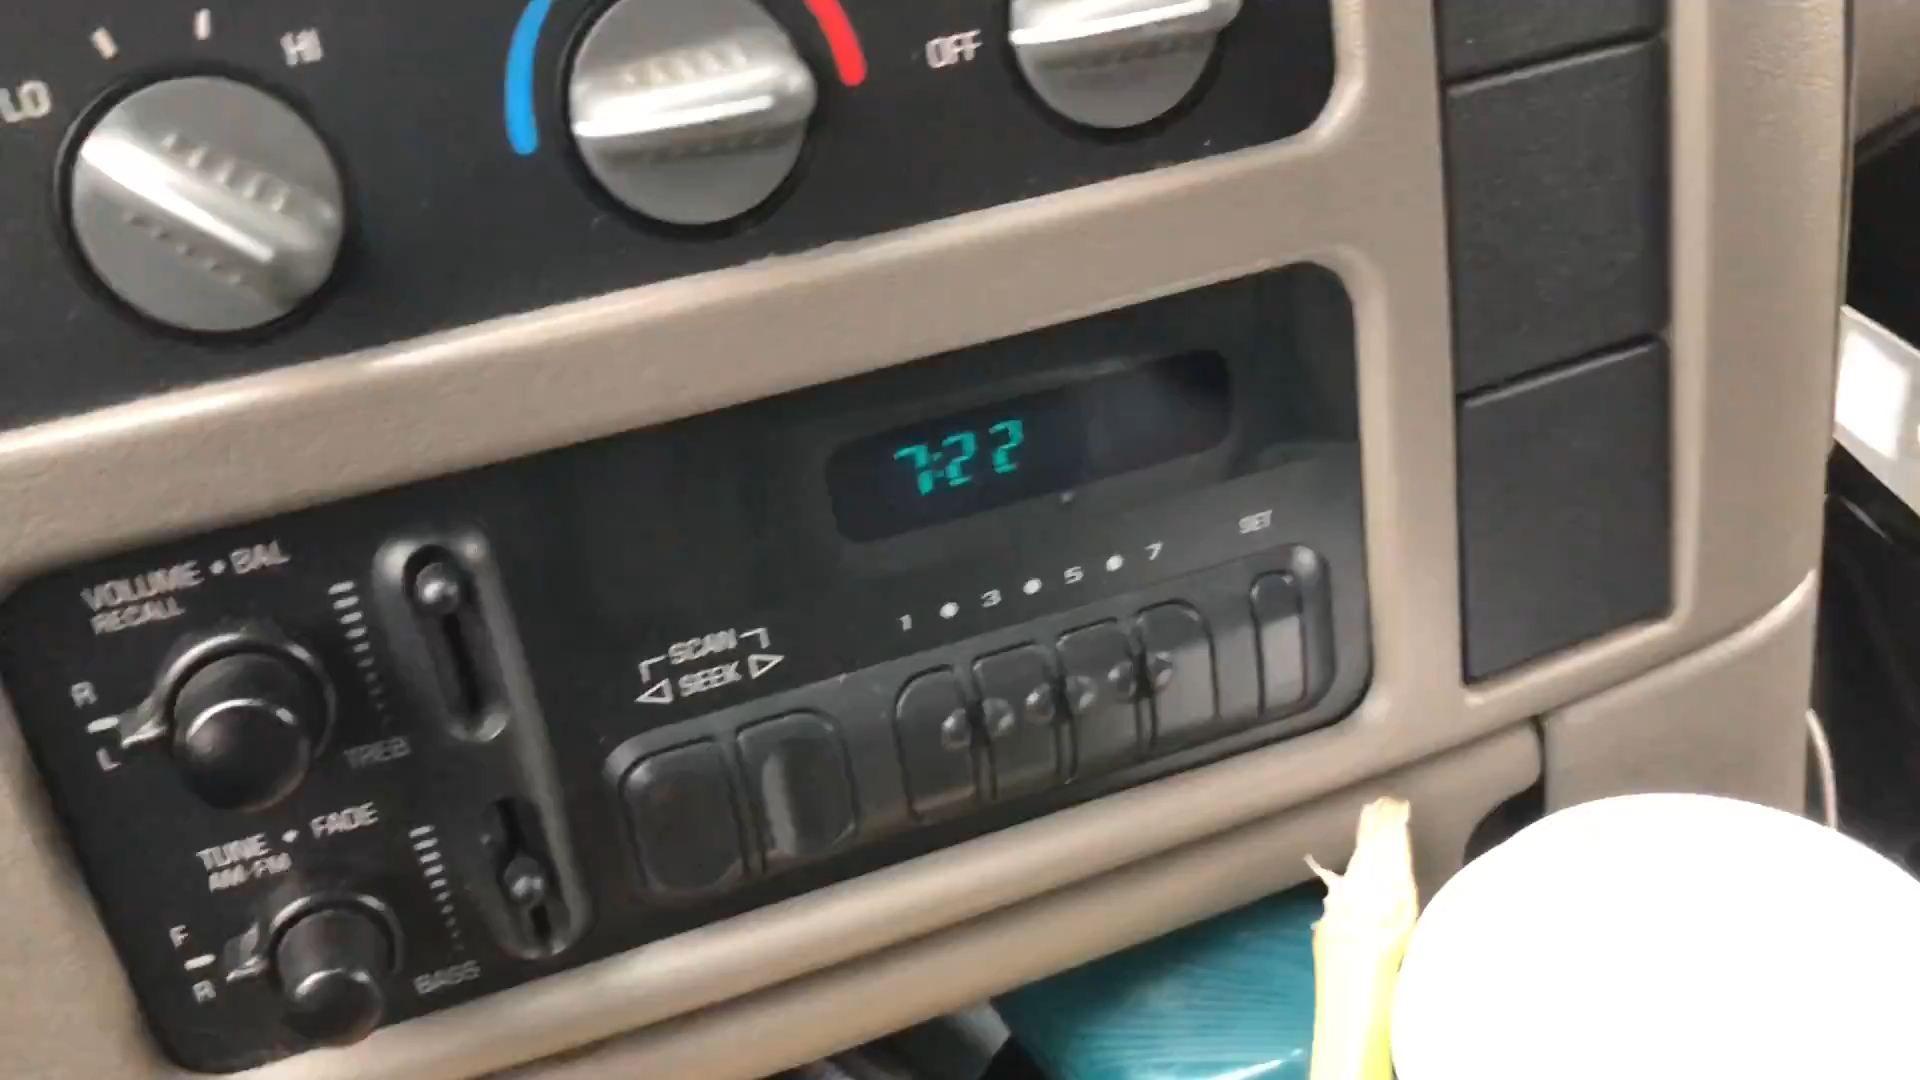 LO
HI
OFF
7:22
VOLUME • BAL
RECALL
R
L
TREB
SCAN
SEEK
1 • 3 • 5 • 7
SET
TUNE • FADE
AM-FM
F
R
BASS